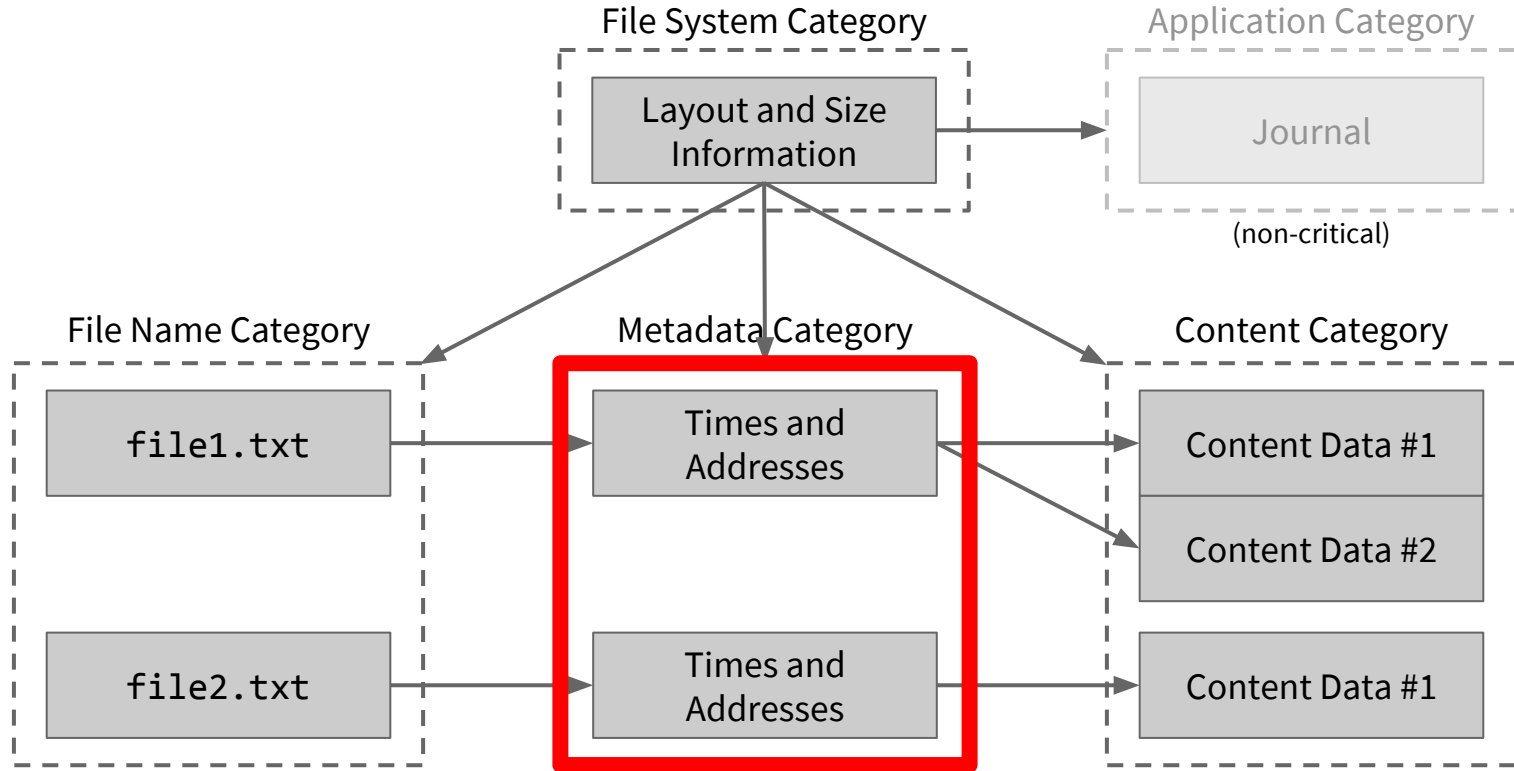 File System Category
Application Category
Layout and Size
Information
Journal
(non-critical)
File Name Category
Metadata Category
Content Category
file1.txt
Times and
Addresses
Content Data #1
Content Data #2
file2.txt
Times and
Addresses
Content Data #1